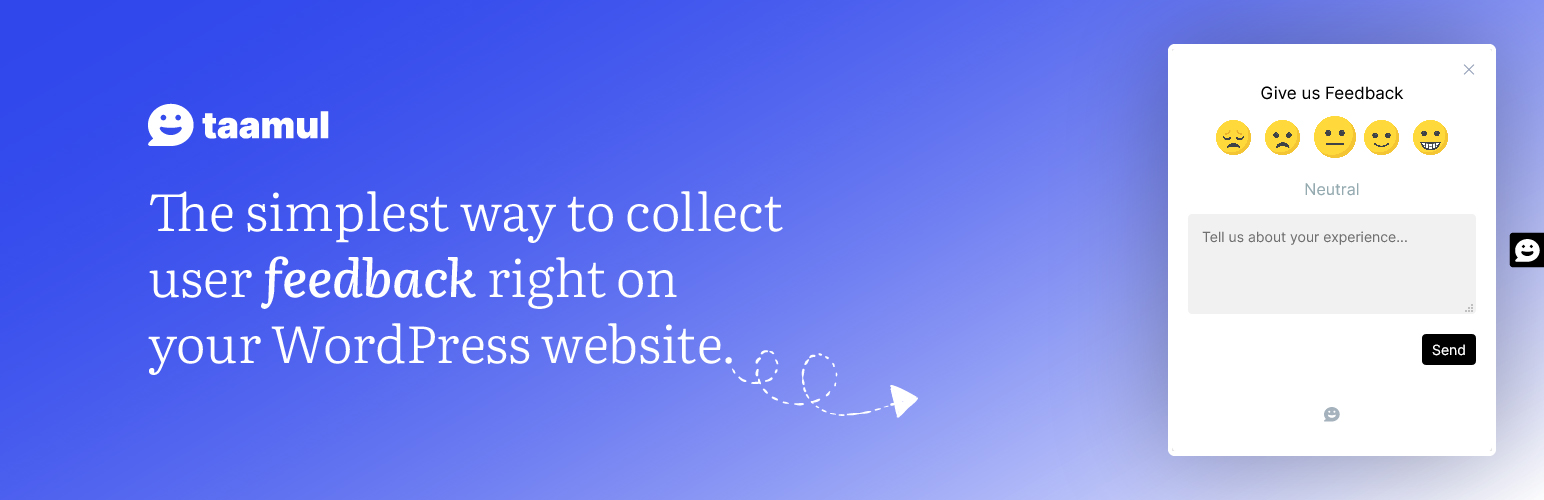 taamul
The simplest way to collect
user feedback right on
your WordPress website.
Give us Feedback
Neutral
Tell us about your experience...
Send